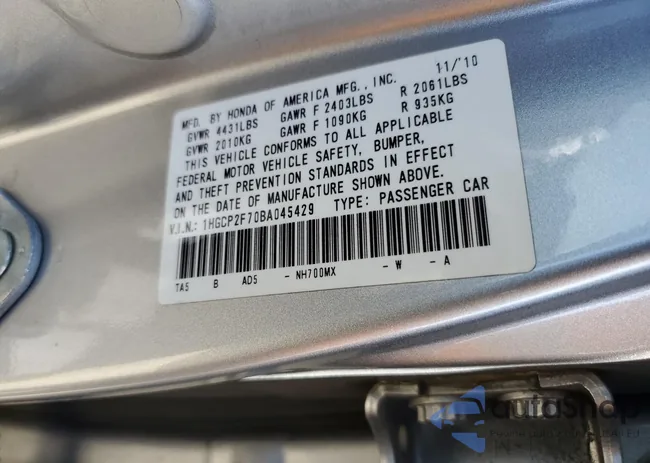 MFD. BY HONDA OF AMERICA MFG., INC. 11/'10
GVWR 4431LBS GAWR F 2403LBS R 2061LBS
GVWR 2010KG GAWR F 1090KG R 935KG
THIS VEHICLE CONFORMS TO ALL APPLICABLE
FEDERAL MOTOR VEHICLE SAFETY, BUMPER,
AND THEFT PREVENTION STANDARDS IN EFFECT
ON THE DATE OF MANUFACTURE SHOWN ABOVE.
V.I.N.: 1HGCP2F70BA045429 TYPE: PASSENGER CAR
TA5 B AD5 - NH700MX - W - A